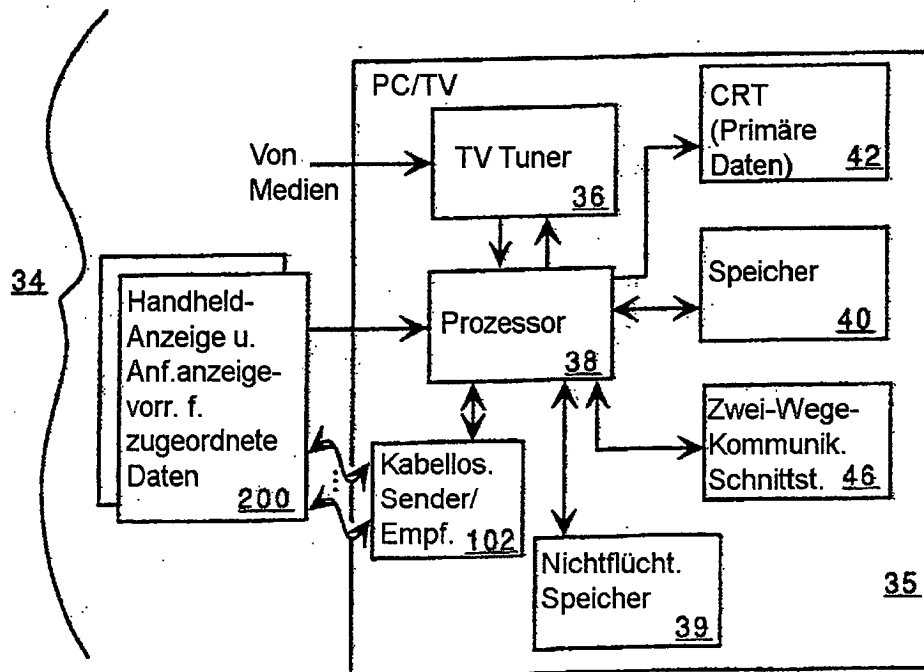 PC/TV
Von
Medien
TV Tuner
36
CRT
(Primäre
Daten)
42
34
Handheld-
Anzeige u.
Anf.anzeige-
vorr. f.
zugeordnete
Daten
200
Prozessor
38
Speicher
40
Kabellos.
Sender/
Empf.
102
Zwei-Wege-
Kommunik.
Schnittst.
46
Nichtflücht.
Speicher
39
35